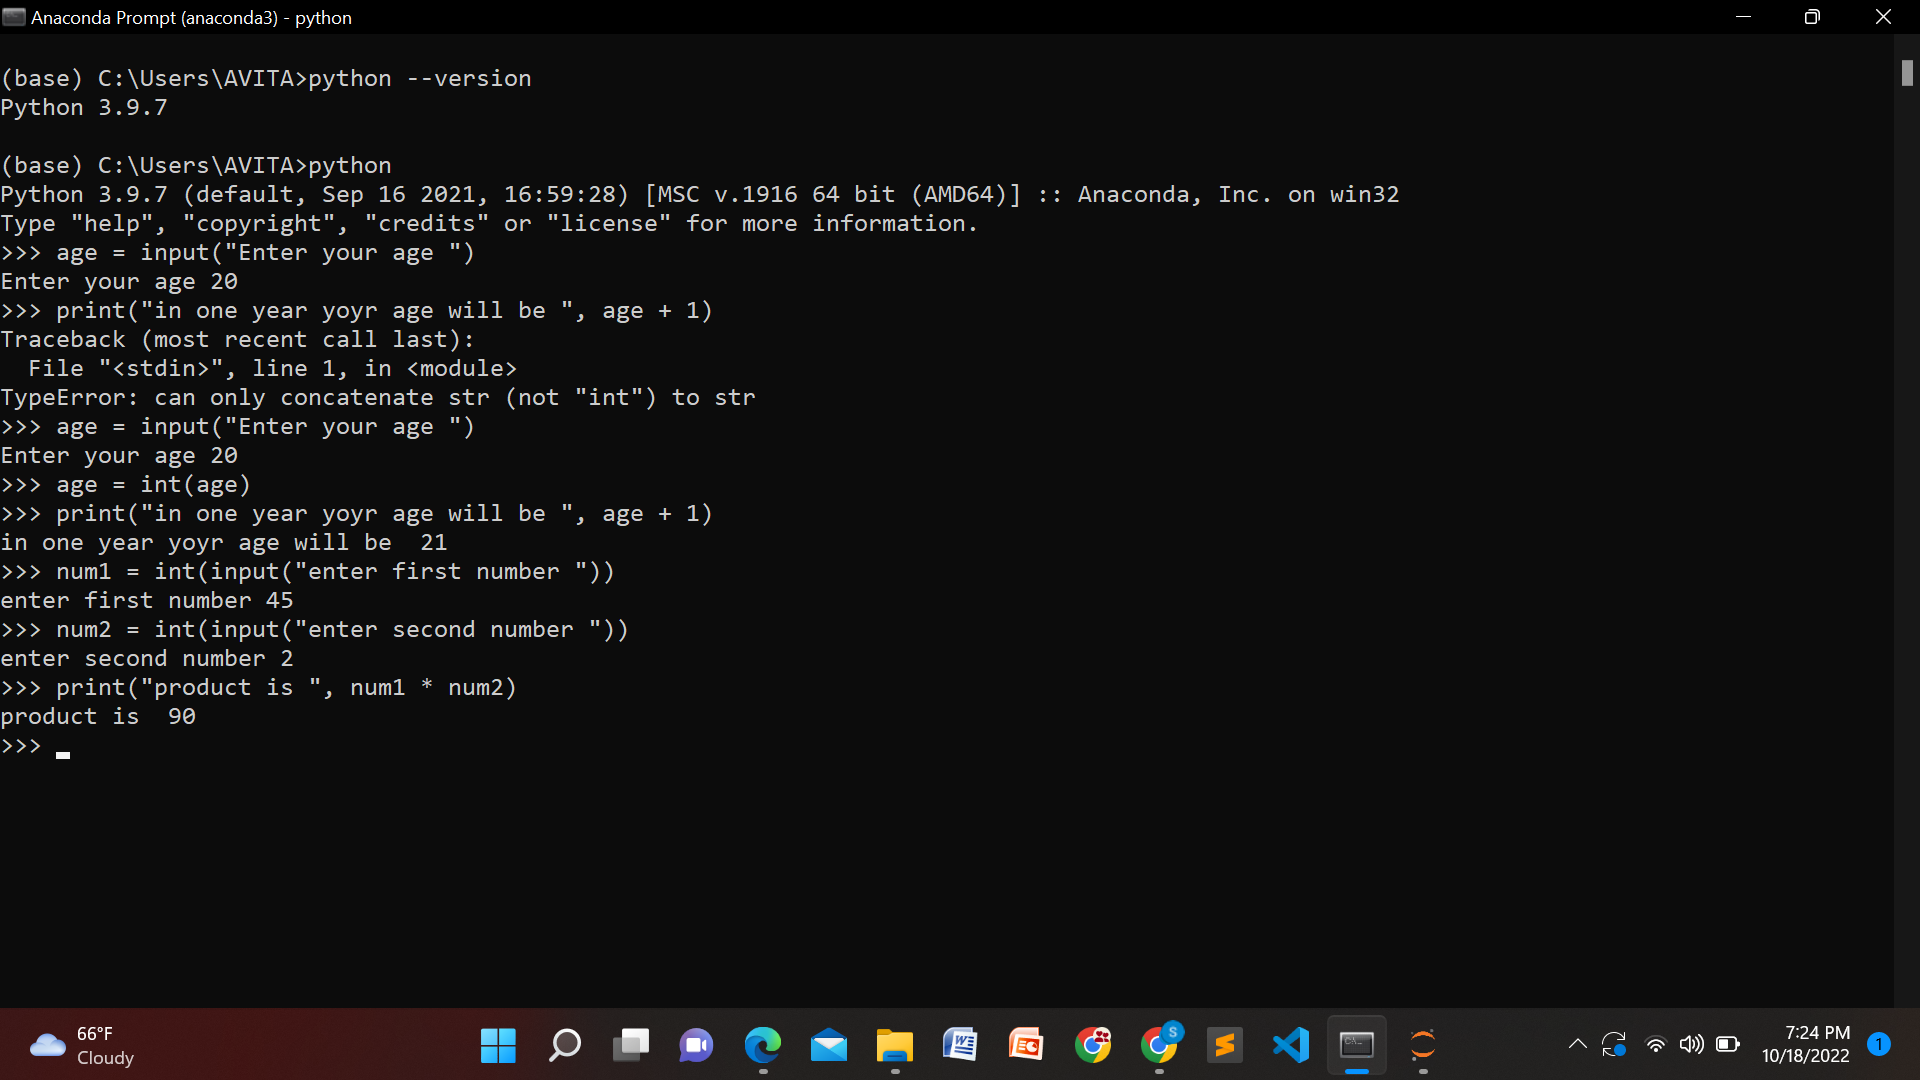 Anaconda Prompt (anaconda3) - python
(base) C:\Users\AVITA>python --version
Python 3.9.7
(base) C:\Users\AVITA>python
Python 3.9.7 (default, Sep 16 2021, 16:59:28) [MSC v.1916 64 bit (AMD64)] :: Anaconda, Inc. on win32
Type "help", "copyright", "credits" or "license" for more information.
>>> age = input("Enter your age ")
Enter your age 20
>>> print("in one year yoyr age will be ", age + 1)
Traceback (most recent call last):
  File "<stdin>", line 1, in <module>
TypeError: can only concatenate str (not "int") to str
>>> age = input("Enter your age ")
Enter your age 20
>>> age = int(age)
>>> print("in one year yoyr age will be ", age + 1)
in one year yoyr age will be  21
>>> num1 = int(input("enter first number "))
enter first number 45
>>> num2 = int(input("enter second number "))
enter second number 2
>>> print("product is ", num1 * num2)
product is  90
>>>
66°F
Cloudy
S
7:24 PM
10/18/2022
1